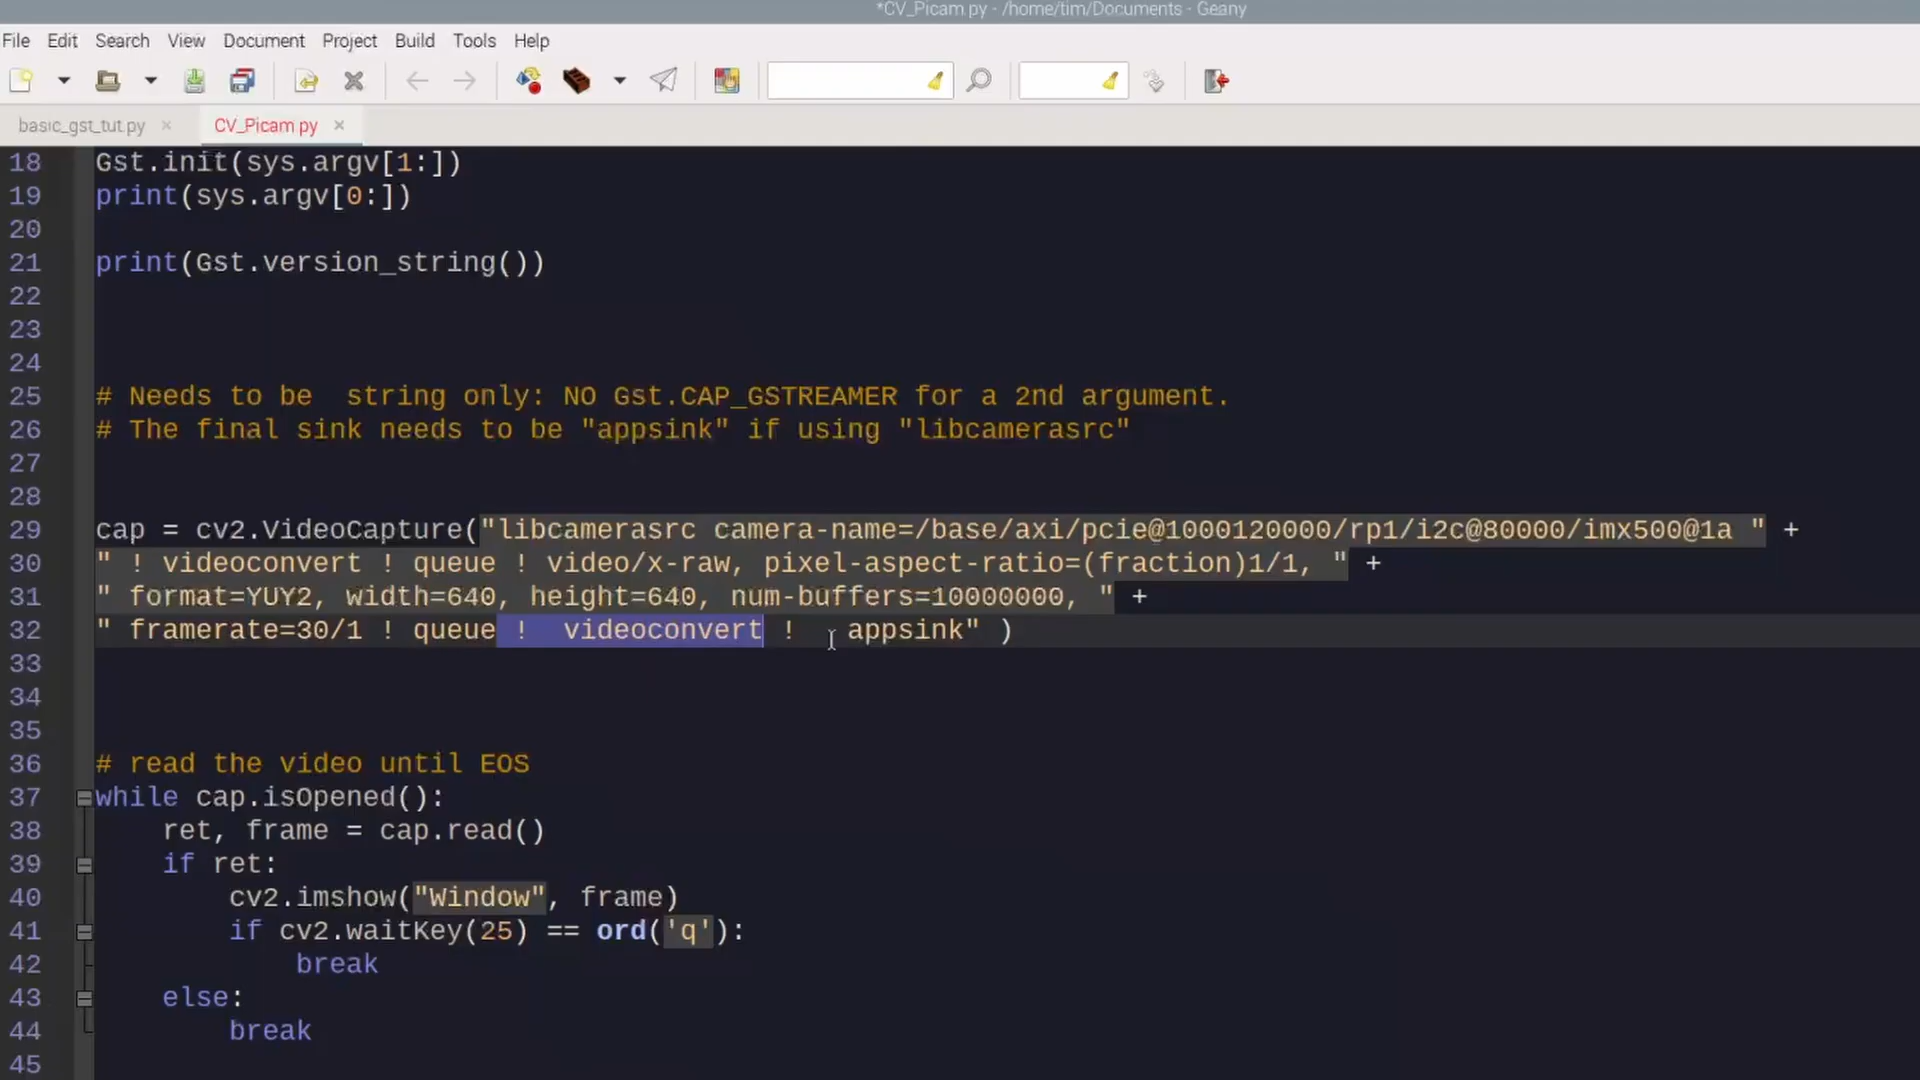 *CV_Picam.py - /home/tim/Documents - Geany
File Edit Search View Document Project Build Tools Help
basic_gst_tut.py × CV_Picam.py ×
18 Gst.init(sys.argv[1:])
19 print(sys.argv[0:])
20
21 print(Gst.version_string())
22
23
24
25 # Needs to be  string only: NO Gst.CAP_GSTREAMER for a 2nd argument.
26 # The final sink needs to be "appsink" if using "libcamerasrc"
27
28
29 cap = cv2.VideoCapture("libcamerasrc camera-name=/base/axi/pcie@1000120000/rp1/i2c@80000/imx500@1a " +
30 " ! videoconvert ! queue ! video/x-raw, pixel-aspect-ratio=(fraction)1/1, " +
31 " format=YUY2, width=640, height=640, num-buffers=10000000, " +
32 " framerate=30/1 ! queue !  videoconvert !   appsink" )
33
34
35
36 # read the video until EOS
37 while cap.isOpened():
38     ret, frame = cap.read()
39     if ret:
40         cv2.imshow("Window", frame)
41         if cv2.waitKey(25) == ord('q'):
42             break
43     else:
44         break
45